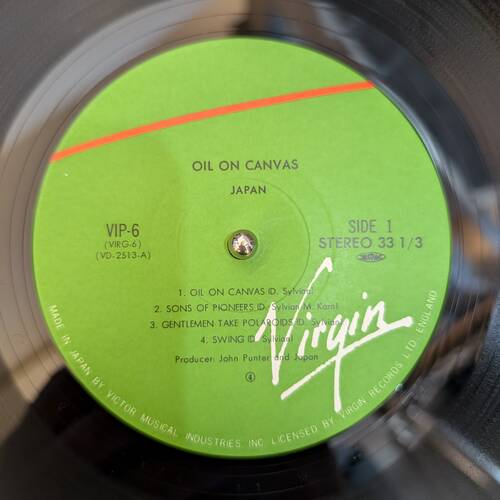 OIL ON CANVAS
JAPAN
VIP-6
(VIRG-6)
(VD-2513-A)
SIDE 1
STEREO 33 1/3
1. OIL ON CANVAS (D. Sylvian)
2. SONS OF PIONEERS (D. Sylvian-M. Karn)
3. GENTLEMEN TAKE POLAROIDS (D. Sylvian)
4. SWING (D. Sylvian)
Producer: John Punter and Japan
④
Virgin
MADE IN JAPAN BY VICTOR MUSICAL INDUSTRIES INC. LICENSED BY VIRGIN RECORDS LTD. ENGLAND